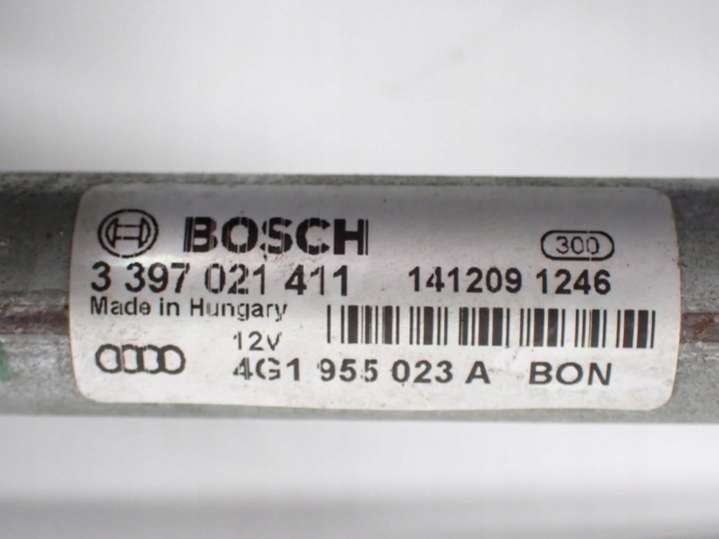 BOSCH 300
3 397 021 411 141209 1246
Made in Hungary
12V
4G1 955 023 A BON